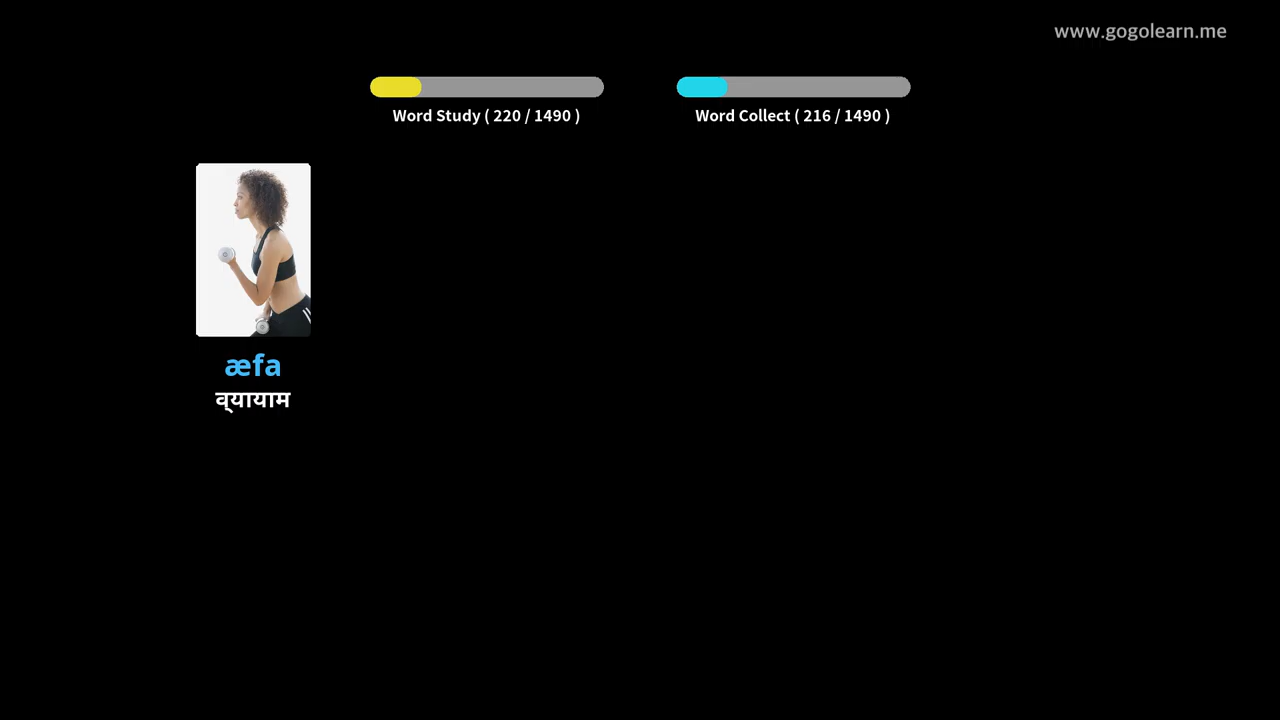 www.gogolearn.me
Word Study ( 220 / 1490 )
Word Collect ( 216 / 1490 )
æfa
व्यायाम